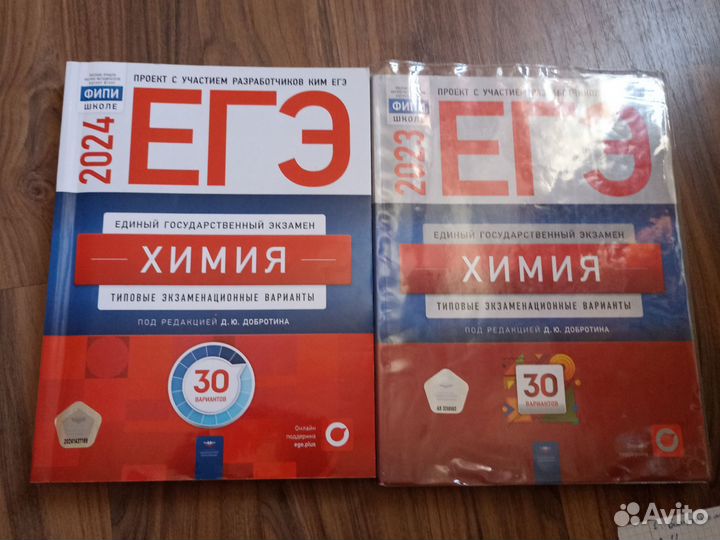 ФИПИ
ШКОЛЕ
ПРОЕКТ С УЧАСТИЕМ РАЗРАБОТЧИКОВ КИМ ЕГЭ
2024
ЕГЭ
ЕДИНЫЙ ГОСУДАРСТВЕННЫЙ ЭКЗАМЕН
ХИМИЯ
ТИПОВЫЕ ЭКЗАМЕНАЦИОННЫЕ ВАРИАНТЫ
ПОД РЕДАКЦИЕЙ Д. Ю. ДОБРОТИНА
30
ВАРИАНТОВ
Онлайн
поддержка
ege.plus
ФИПИ
ШКОЛЕ
ПРОЕКТ С УЧАСТИЕМ
2023
ЕГЭ
ЕДИНЫЙ ГОСУДАРСТВЕННЫЙ ЭКЗАМЕН
ХИМИЯ
ТИПОВЫЕ ЭКЗАМЕНАЦИОННЫЕ ВАРИАНТЫ
ПОД РЕДАКЦИЕЙ Д. Ю. ДОБРОТИНА
30
ВАРИАНТОВ
Avito